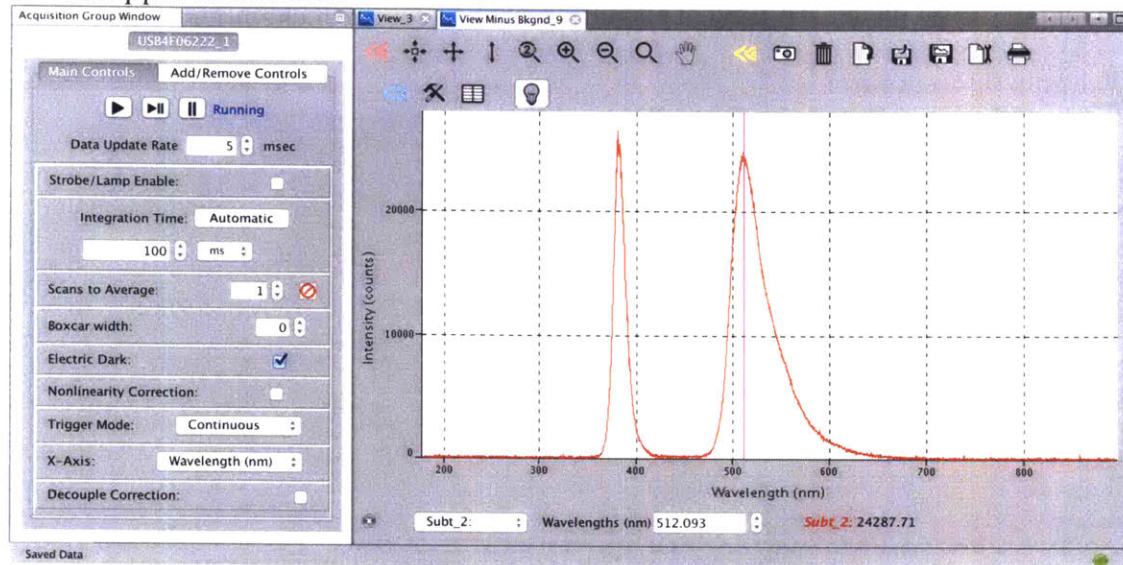 Acquisition Group Window
View_3
View Minus Bkgnd_9
USB4F06222_1
Main Controls
Add/Remove Controls
Running
Data Update Rate 5 msec
Strobe/Lamp Enable:
Integration Time: Automatic
100 ms
Scans to Average: 1
Boxcar width: 0
Electric Dark:
Nonlinearity Correction:
Trigger Mode: Continuous
X-Axis: Wavelength (nm)
Decouple Correction:
Intensity (counts)
20000
10000
0
200 300 400 500 600 700 800
Wavelength (nm)
Subt_2: Wavelengths (nm) 512.093 Subt_2: 24287.71
Saved Data